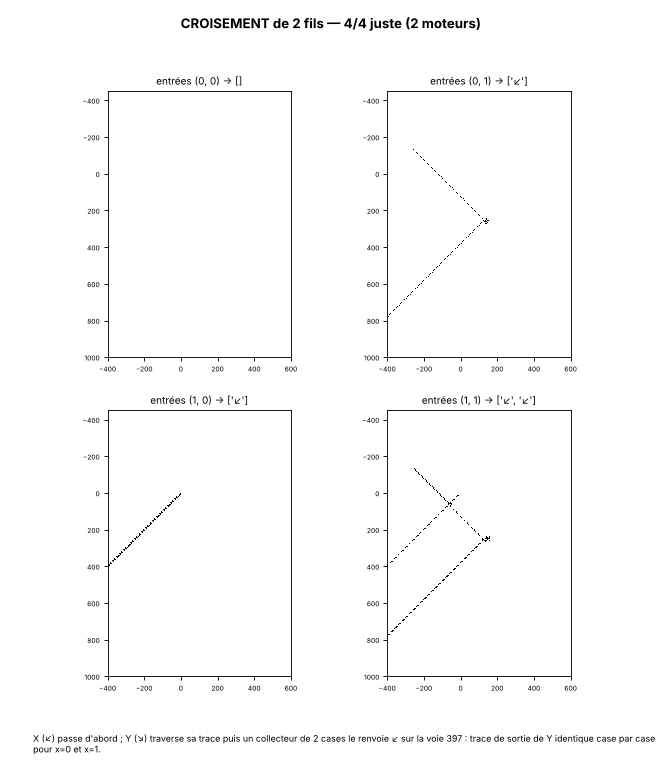 CROISEMENT de 2 fils — 4/4 juste (2 moteurs)
entrées (0, 0) → []
entrées (0, 1) → ['↙']
−400
−200
0
200
400
600
800
1000
−400 −200 0 200 400 600
−400
−200
0
200
400
600
800
1000
−400 −200 0 200 400 600
entrées (1, 0) → ['↙']
entrées (1, 1) → ['↙', '↙']
−400
−200
0
200
400
600
800
1000
−400 −200 0 200 400 600
−400
−200
0
200
400
600
800
1000
−400 −200 0 200 400 600
X (↙) passe d'abord ; Y (↘) traverse sa trace puis un collecteur de 2 cases le renvoie ↙ sur la voie 397 : trace de sortie de Y identique case par case
pour x=0 et x=1.